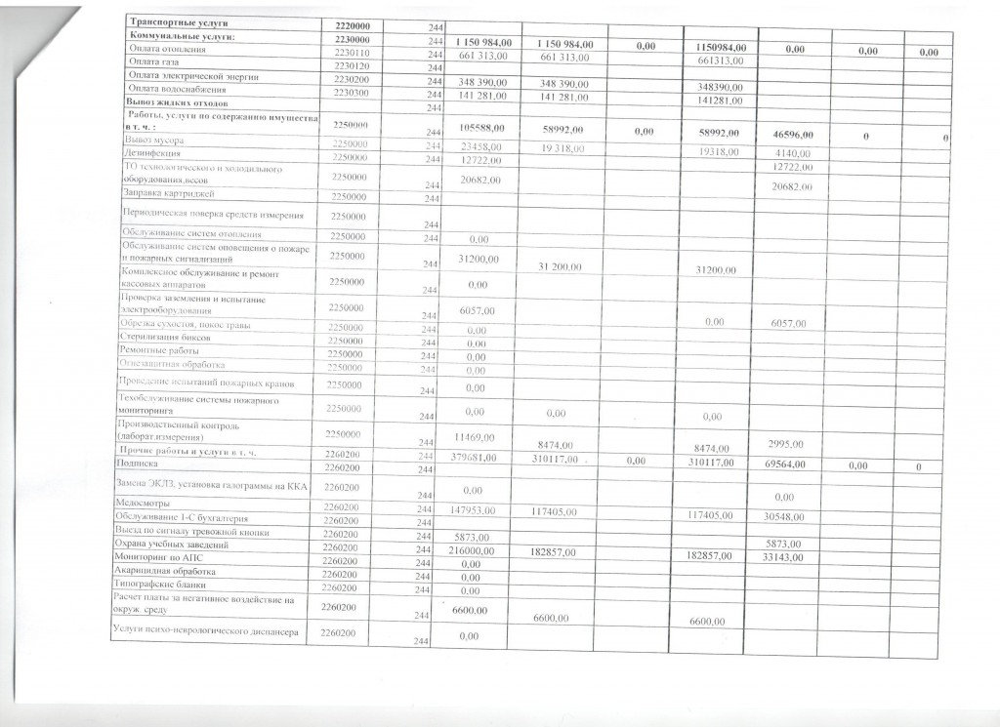 Транспортные услуги 2220000 244
Коммунальные услуги: 2230000 244 1 150 984,00 1 150 984,00 0,00 1150984,00 0,00 0,00 0,00
Оплата отопления 2230110 244 661 313,00 661 313,00 661313,00
Оплата газа 2230120 244
Оплата электрической энергии 2230200 244 348 390,00 348 390,00 348390,00
Оплата водоснабжения 2230300 244 141 281,00 141 281,00 141281,00
Вывоз жидких отходов 244
Работы, услуги по содержанию имущества
в т. ч. : 2250000 244 105588,00 58992,00 0,00 58992,00 46596,00 0 0
Вывоз мусора 2250000 244 23458,00 19 318,00 19318,00 4140,00
Дезинфекция 2250000 244 12722,00 12722,00
ТО технологического и холодильного
оборудования,весов 2250000 244 20682,00 20682,00
Заправка картриджей 2250000 244
Периодическая поверка средств измерения 2250000 244
Обслуживание систем отопления 2250000 244 0,00
Обслуживание систем оповещения о пожаре
и пожарных сигнализаций 2250000 244 31200,00 31 200,00 31200,00
Комплексное обслуживание и ремонт
кассовых аппаратов 2250000 244 0,00
Проверка заземления и испытание
электрооборудования 2250000 244 6057,00 0,00 6057,00
Обрезка сухостоя, покос травы 2250000 244 0,00
Стерилизация биксов 2250000 244 0,00
Ремонтные работы 2250000 244 0,00
Огнезащитная обработка 2250000 244 0,00
Проведение испытаний пожарных кранов 2250000 244 0,00
Техобслуживание системы пожарного
мониторинга 2250000 244 0,00 0,00 0,00
Производственный контроль
(лаборат.измерения) 2250000 244 11469,00 8474,00 8474,00 2995,00
Прочие работы и услуги в т. ч. 2260200 244 379681,00 310117,00 0,00 310117,00 69564,00 0,00 0
Подписка 2260200 244
Замена ЭКЛЗ, установка галограммы на ККА 2260200 244 0,00 0,00
Медосмотры 2260200 244 147953,00 117405,00 117405,00 30548,00
Обслуживание 1-С бухгалтерия 2260200 244
Выезд по сигналу тревожной кнопки 2260200 244 5873,00 5873,00
Охрана учебных заведений 2260200 244 216000,00 182857,00 182857,00 33143,00
Мониторинг по АПС 2260200 244 0,00
Акарицидная обработка 2260200 244 0,00
Типографские бланки 2260200 244 0,00
Расчет платы за негативное воздействие на
окруж. среду 2260200 244 6600,00 6600,00 6600,00
Услуги психо-неврологического диспансера 2260200 244 0,00